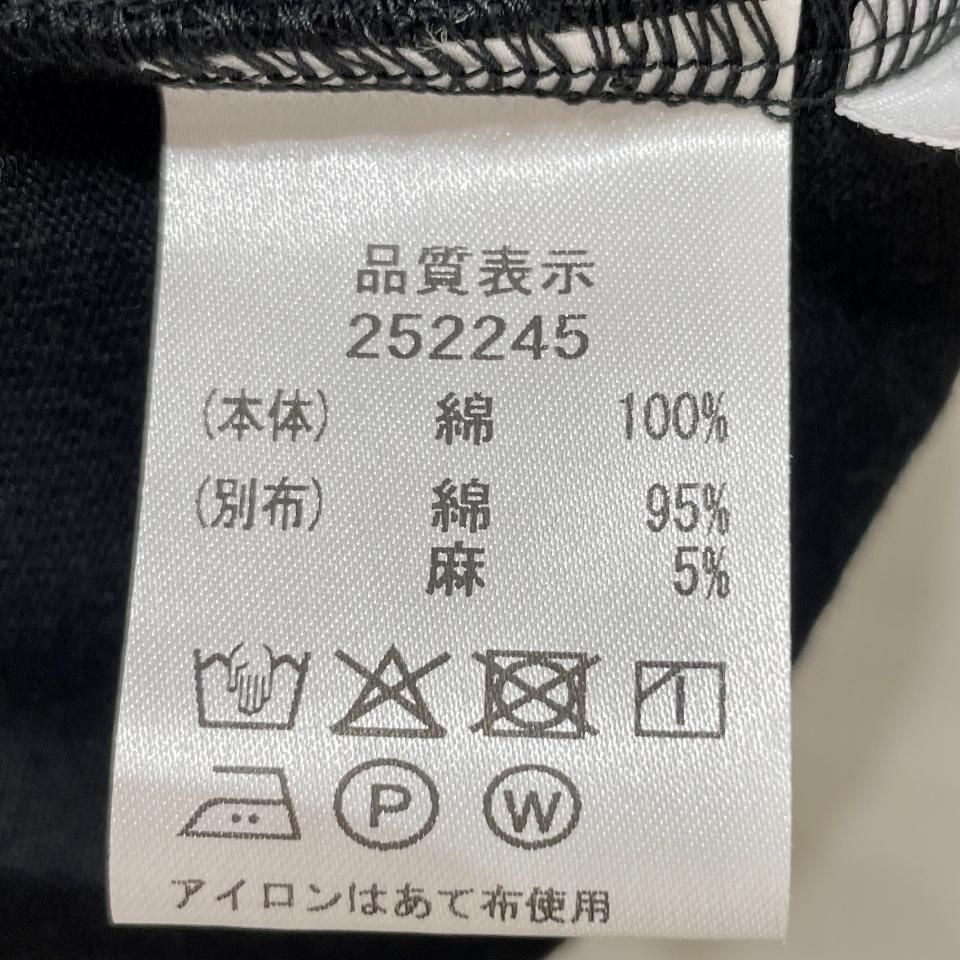 品質表示
252245
(本体) 綿 100%
(別布) 綿 95%
麻 5%
P W
アイロンはあて布使用